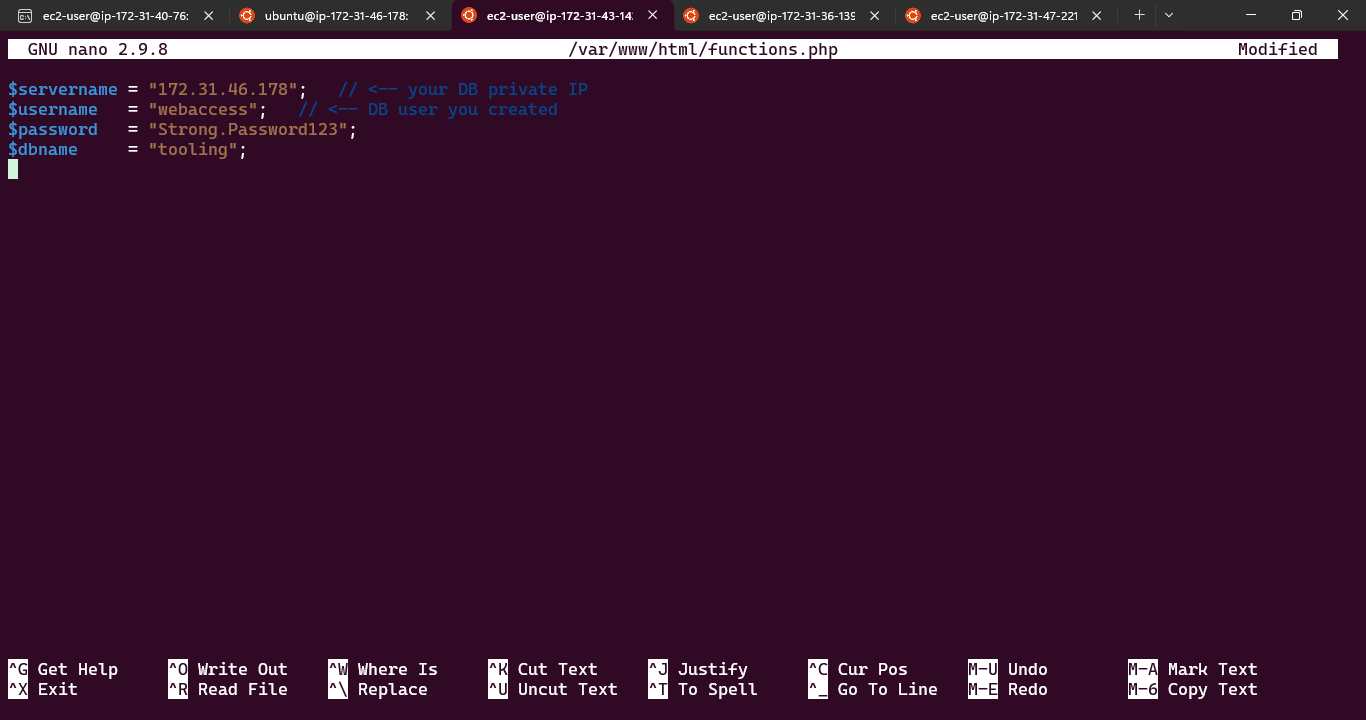 ec2-user@ip-172-31-40-76: ubuntu@ip-172-31-46-178: ec2-user@ip-172-31-43-14 ec2-user@ip-172-31-36-139 ec2-user@ip-172-31-47-221
GNU nano 2.9.8 /var/www/html/functions.php Modified
$servername = "172.31.46.178";   // <-- your DB private IP
$username   = "webaccess";   // <-- DB user you created
$password   = "Strong.Password123";
$dbname     = "tooling";
^G Get Help ^O Write Out ^W Where Is ^K Cut Text ^J Justify ^C Cur Pos M-U Undo M-A Mark Text
^X Exit ^R Read File ^\ Replace ^U Uncut Text ^T To Spell ^_ Go To Line M-E Redo M-6 Copy Text